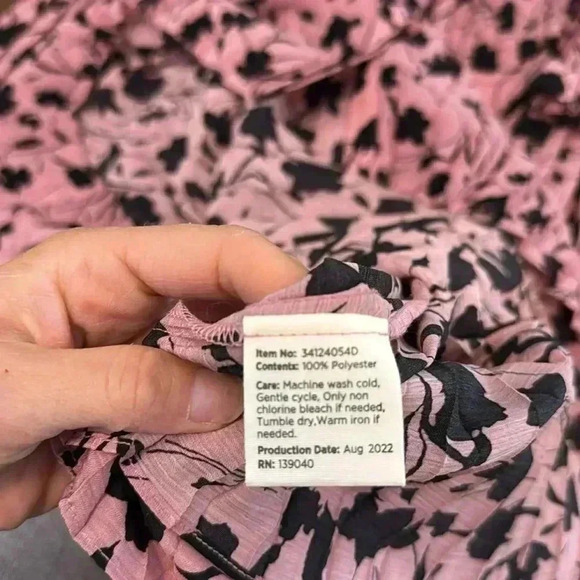 Item No: 34124054D
Contents: 100% Polyester
Care: Machine wash cold,
Gentle cycle, Only non
chlorine bleach if needed,
Tumble dry,Warm iron if
needed.
Production Date: Aug 2022
RN: 139040